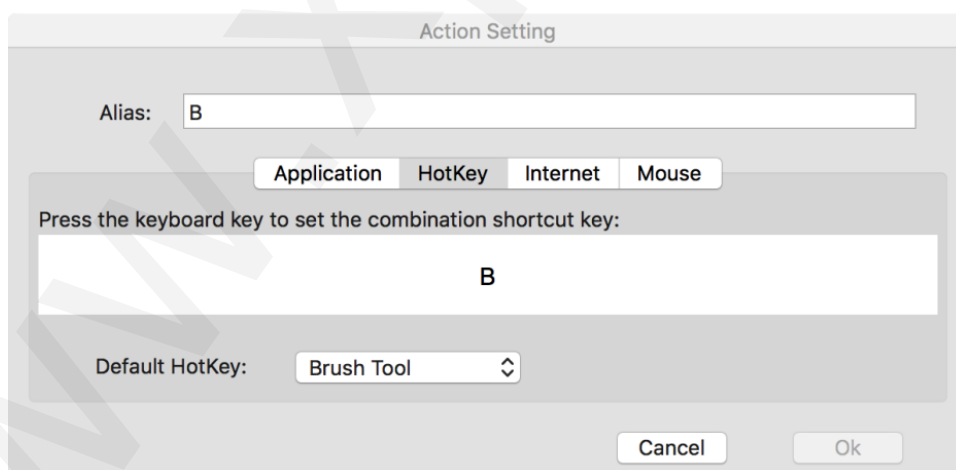 Action Setting
Alias: B
Application HotKey Internet Mouse
Press the keyboard key to set the combination shortcut key:
B
Default HotKey: Brush Tool
Cancel Ok